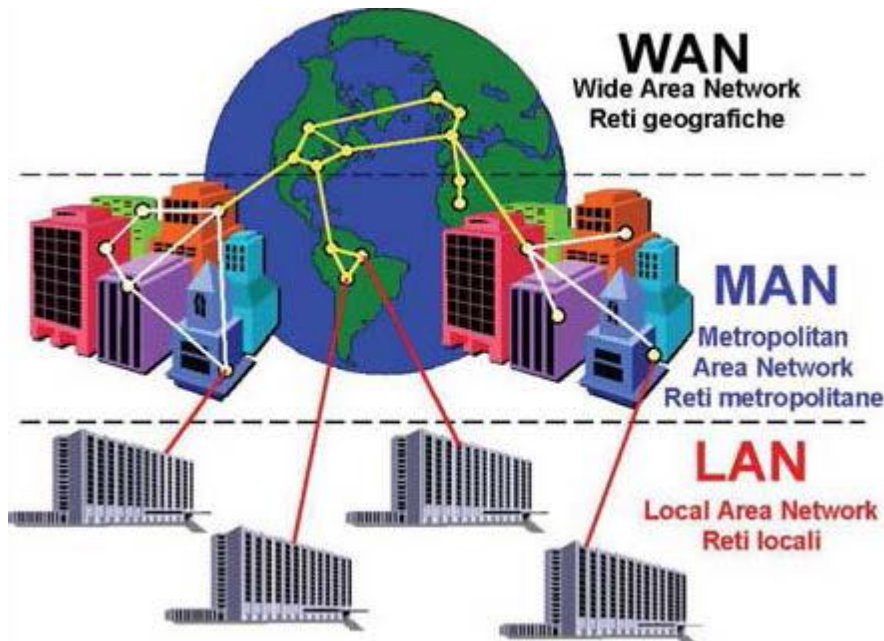 WAN
Wide Area Network
Reti geografiche
MAN
Metropolitan
Area Network
Reti metropolitane
LAN
Local Area Network
Reti locali